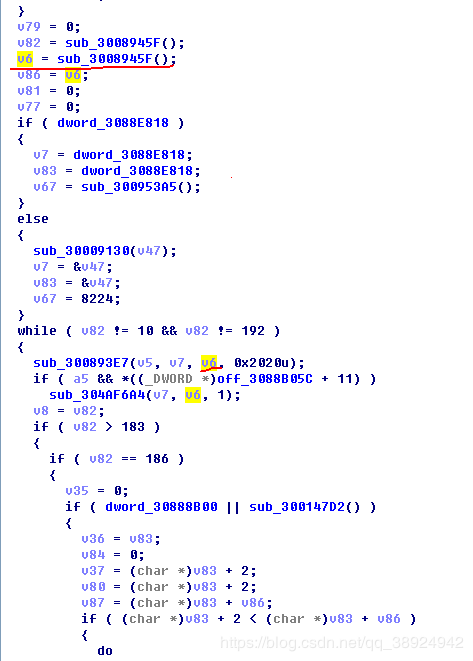 }
v79 = 0;
v82 = sub_3008945F();
v6 = sub_3008945F();
v86 = v6;
v81 = 0;
v77 = 0;
if ( dword_3088E818 )
{
v7 = dword_3088E818;
v83 = dword_3088E818;
v67 = sub_300953A5();
}
else
{
sub_30009130(v47);
v7 = &v47;
v83 = &v47;
v67 = 8224;
}
while ( v82 != 10 && v82 != 192 )
{
sub_300893E7(v5, v7, v6, 0x2020u);
if ( a5 && *((_DWORD *)off_3088B05C + 11) )
sub_304AF6A4(v7, v6, 1);
v8 = v82;
if ( v82 > 183 )
{
if ( v82 == 186 )
{
v35 = 0;
if ( dword_30888B00 || sub_300147D2() )
{
v36 = v83;
v84 = 0;
v37 = (char *)v83 + 2;
v80 = (char *)v83 + 2;
v87 = (char *)v83 + v86;
if ( (char *)v83 + 2 < (char *)v83 + v86 )
{
do
https://blog.csdn.net/qq_38924942